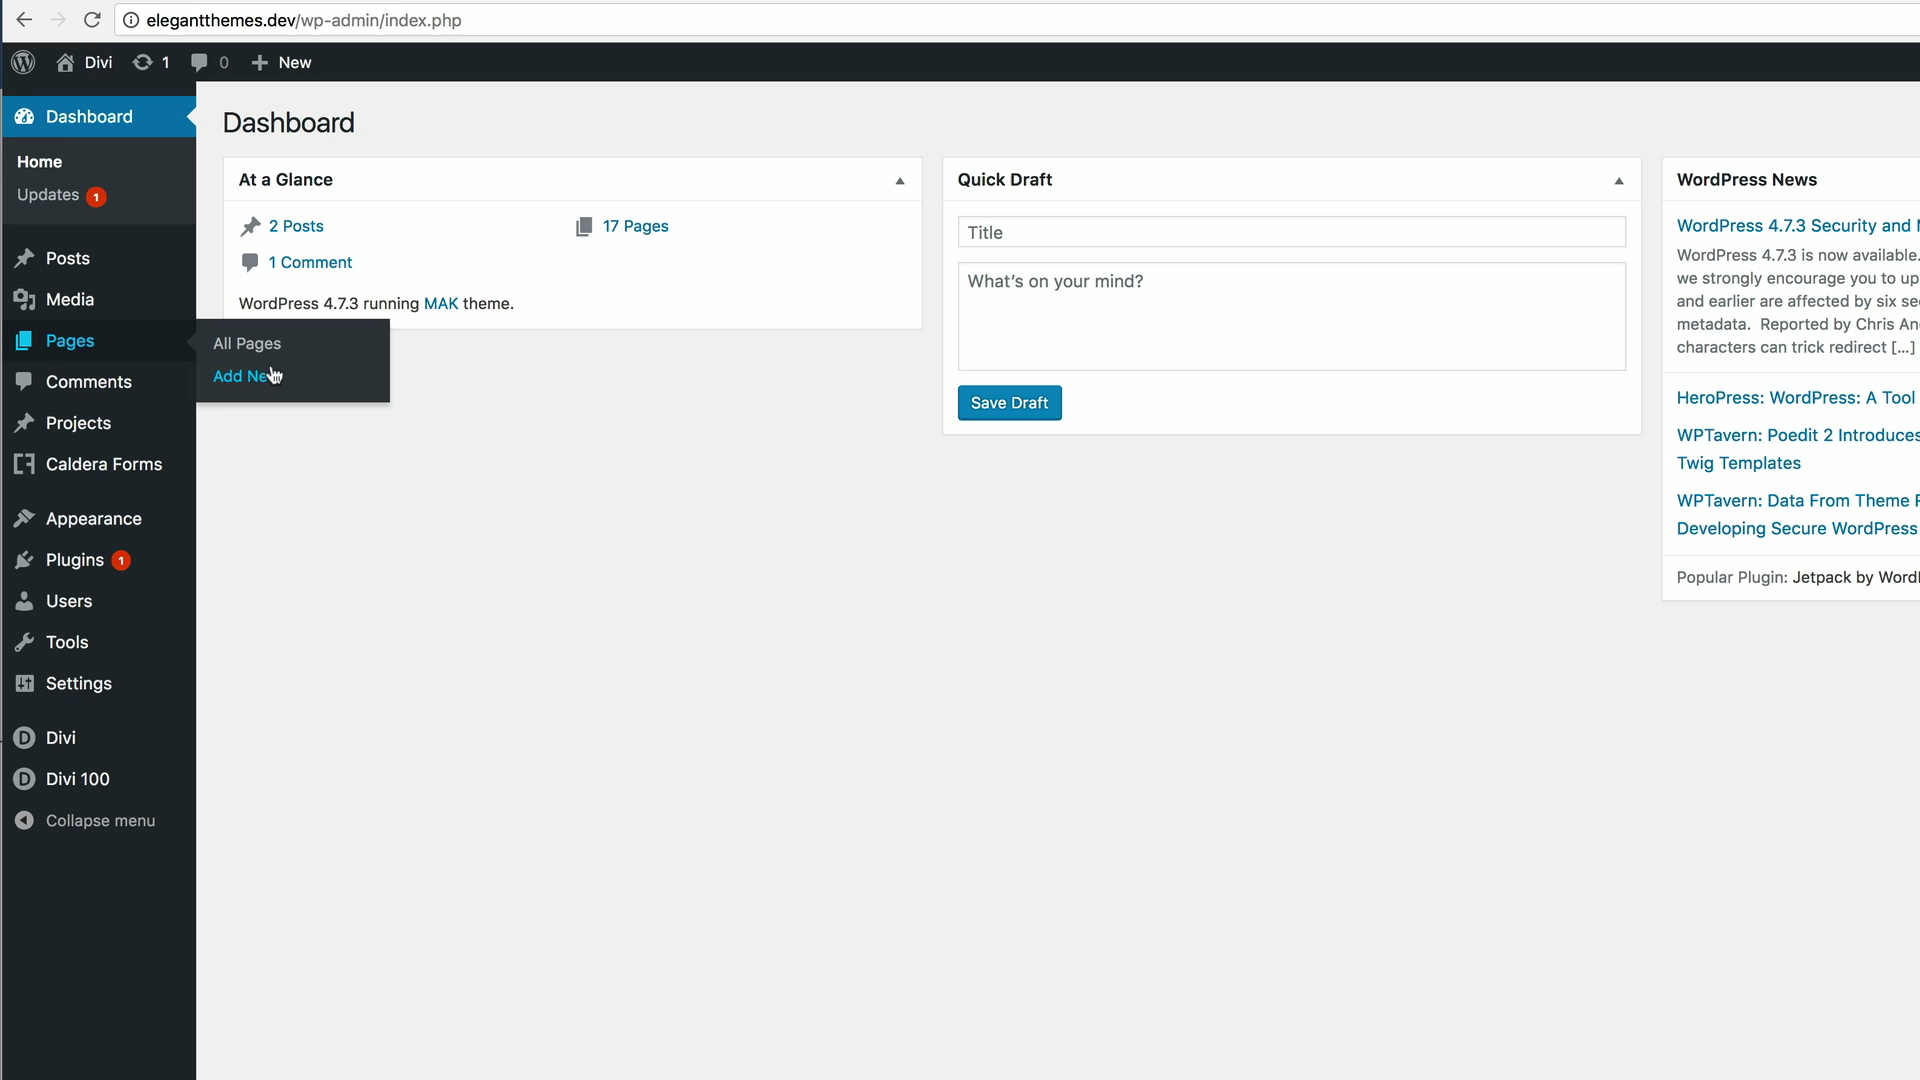 elegantthemes.dev/wp-admin/index.php
Divi 1 0 New
Dashboard
Home
Updates 1
Posts
Media
Pages
Comments
Projects
Caldera Forms
Appearance
Plugins 1
Users
Tools
Settings
Divi
Divi 100
Collapse menu
All Pages
Add
Dashboard
At a Glance
2 Posts
17 Pages
1 Comment
WordPress 4.7.3 running MAK theme.
Quick Draft
Title
What's on your mind?
Save Draft
WordPress News
WordPress 4.7.3 Security and
WordPress 4.7.3 is now available.
we strongly encourage you to up
and earlier are affected by six
metadata. Reported by Chris
characters can trick redirect [...]
HeroPress: WordPress: A Tool
WPTavern: Poedit 2 Introduces
Twig Templates
WPTavern: Data From Theme
Developing Secure WordPress
Popular Plugin: Jetpack by